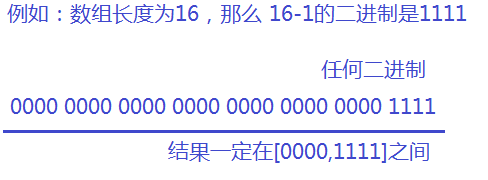 例如：数组长度为16，那么 16-1的二进制是1111
任何二进制
0000 0000 0000 0000 0000 0000 0000 1111
结果一定在[0000,1111]之间